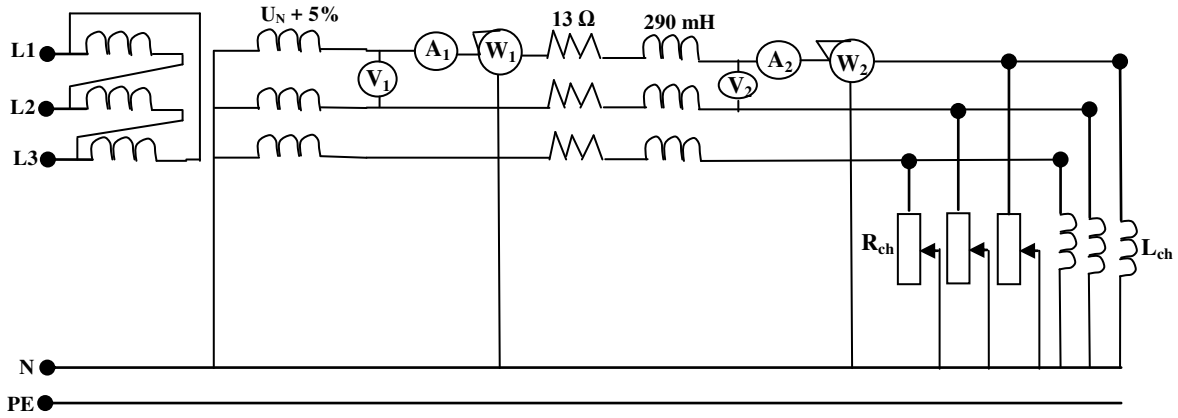 U_N + 5%
13 Ω
290 mH
L1
A₁
W₁
A₂
W₂
V₁
V₂
L2
L3
R_ch
L_ch
N
PE